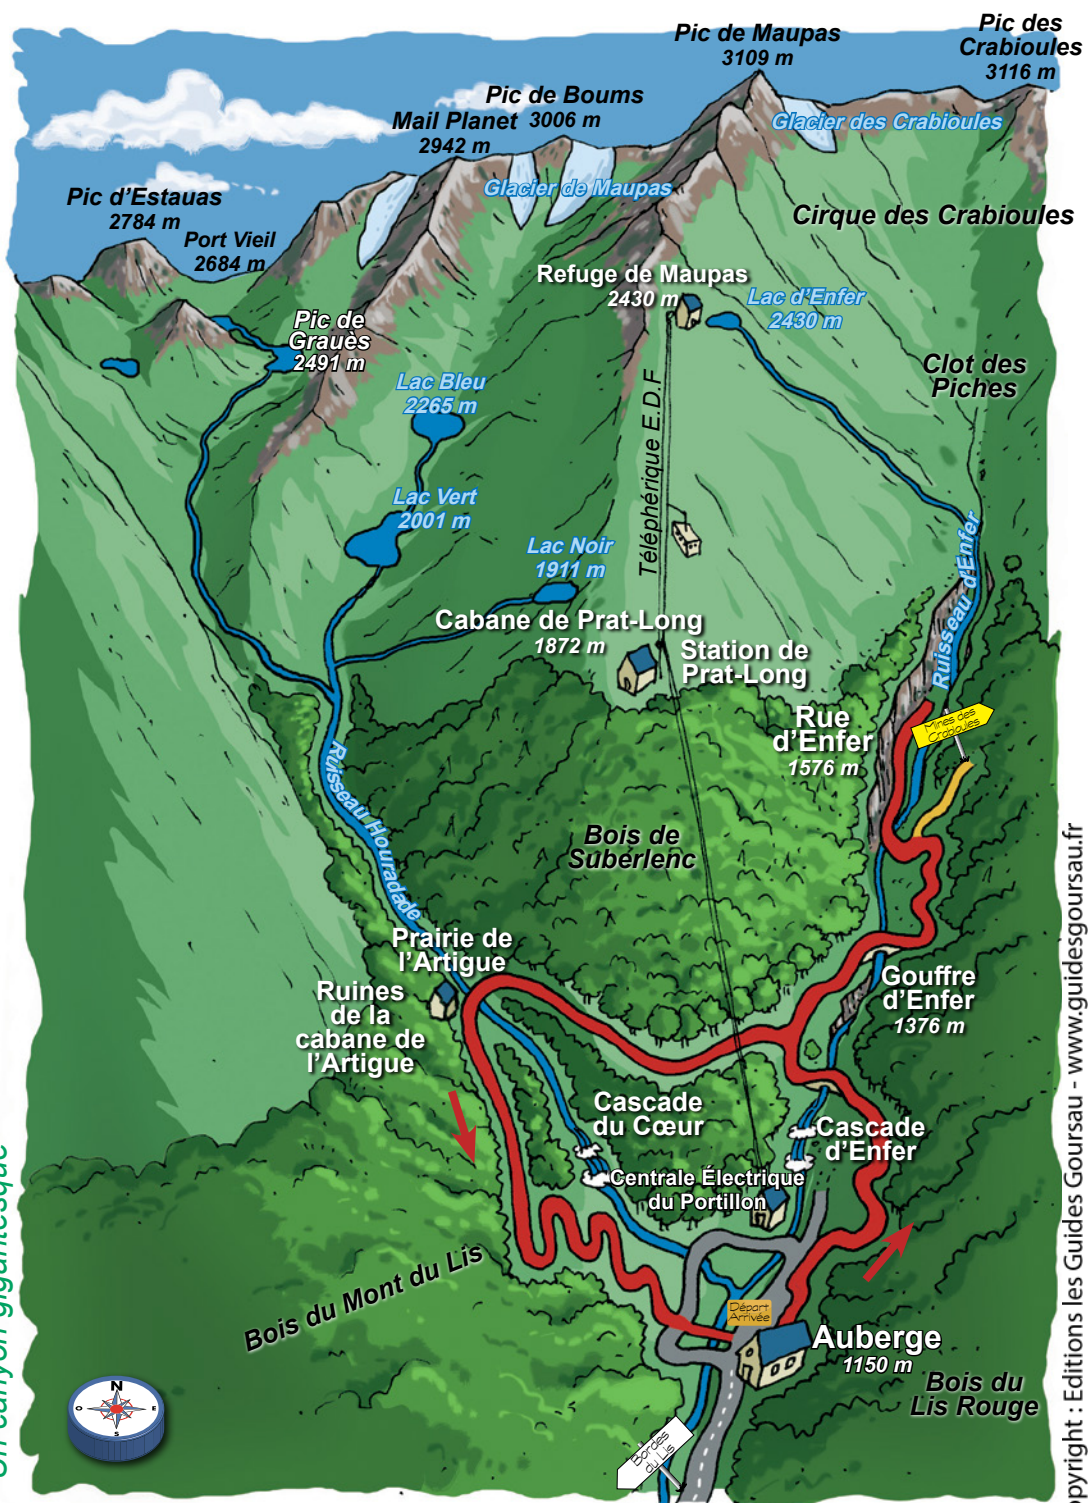 Pic des
Crabioules
3116 m
Pic de Maupas
3109 m
Pic de Boums
3006 m
Mail Planet
2942 m
Glacier des Crabioules
Glacier de Maupas
Pic d'Estauas
2784 m
Port Vieil
2684 m
Cirque des Crabioules
Refuge de Maupas
2430 m
Lac d'Enfer
2430 m
Pic de
Grauès
2491 m
Clot des
Piches
Lac Bleu
2265 m
Téléphérique E.D.F
Lac Vert
2001 m
Lac Noir
1911 m
Ruisseau d'Enfer
Cabane de Prat-Long
1872 m
Station de
Prat-Long
Rue
d'Enfer
1576 m
Mines des
Crabioules
Ruisseau Houradade
Bois de
Suberlenc
Prairie de
l'Artigue
Gouffre
d'Enfer
1376 m
Ruines
de la
cabane de
l'Artigue
Cascade
du Cœur
Cascade
d'Enfer
Centrale Électrique
du Portillon
Bois du Mont du Lis
Départ
Arrivée
Auberge
1150 m
Bois du
Lis Rouge
Bordes
du Lis
N
O
E
S
Un canyon gigantesque
pyright : Editions les Guides Goursau - www.guidesgoursau.fr